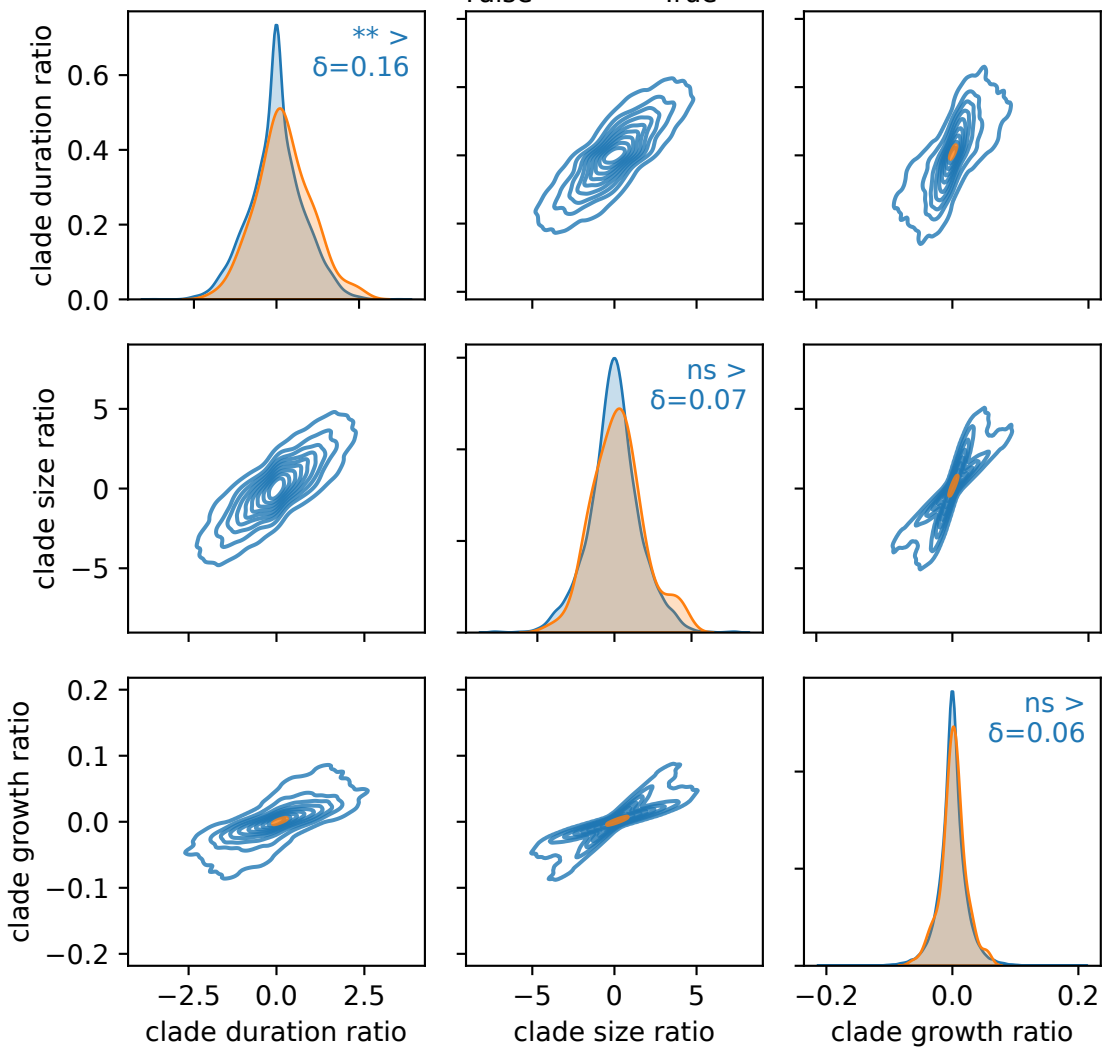 False True
** >
δ=0.16
clade duration ratio
0.6
0.4
0.2
0.0
ns >
δ=0.07
clade size ratio
5
0
−5
ns >
δ=0.06
clade growth ratio
0.2
0.1
0.0
−0.1
−0.2
−2.5 0.0 2.5
−5 0 5
−0.2 0.0 0.2
clade duration ratio
clade size ratio
clade growth ratio